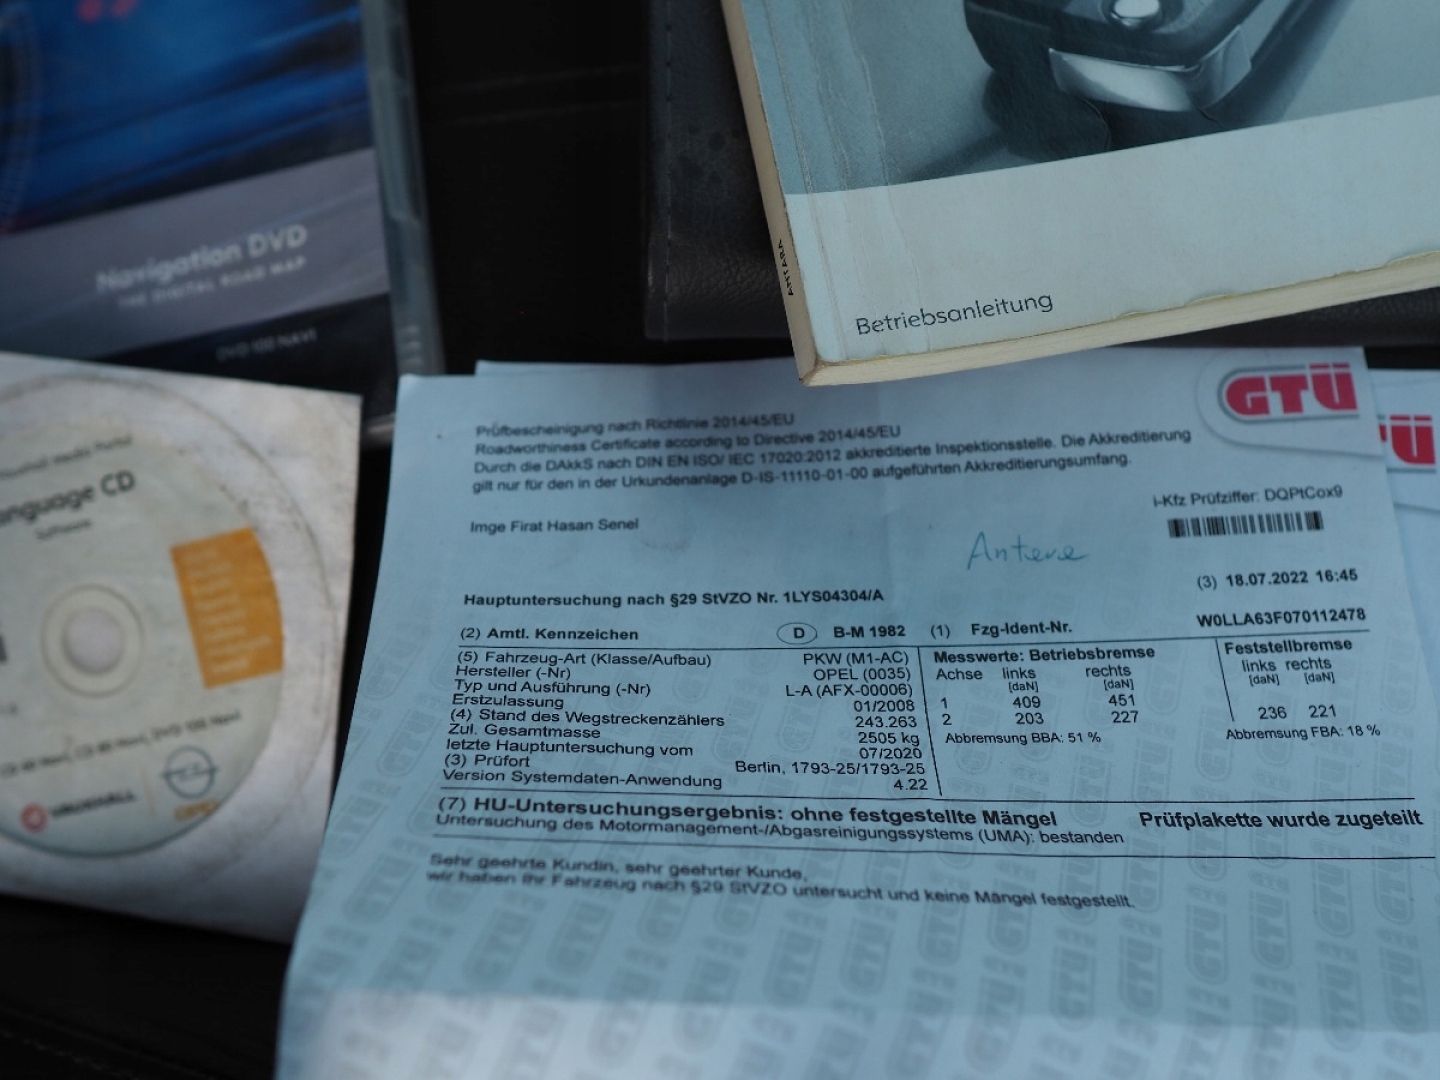 Navigation DVD
THE DIGITAL ROAD MAP
DVD 100 NAVI
ANTARA
Betriebsanleitung
Language CD
Software
VAUXHALL
OPEL
GTÜ
Prüfbescheinigung nach Richtlinie 2014/45/EU
Roadworthiness Certificate according to Directive 2014/45/EU
Durch die DAkkS nach DIN EN ISO/ IEC 17020:2012 akkreditierte Inspektionsstelle. Die Akkreditierung
gilt nur für den in der Urkundenanlage D-IS-11110-01-00 aufgeführten Akkreditierungsumfang.
i-Kfz Prüfziffer: DQPtCox9
Imge Firat Hasan Senel
(3) 18.07.2022 16:45
Hauptuntersuchung nach §29 StVZO Nr. 1LYS04304/A
(2) Amtl. Kennzeichen D B-M 1982 (1) Fzg-Ident-Nr. W0LLA63F070112478
(5) Fahrzeug-Art (Klasse/Aufbau) PKW (M1-AC) Messwerte: Betriebsbremse Feststellbremse
Hersteller (-Nr) OPEL (0035) Achse links rechts links rechts
Typ und Ausführung (-Nr) L-A (AFX-00006) [daN] [daN] [daN] [daN]
Erstzulassung 01/2008 1 409 451
(4) Stand des Wegstreckenzählers 243.263 2 203 227 236 221
Zul. Gesamtmasse 2505 kg Abbremsung BBA: 51 % Abbremsung FBA: 18 %
letzte Hauptuntersuchung vom 07/2020
(3) Prüfort Berlin, 1793-25/1793-25
Version Systemdaten-Anwendung 4.22
(7) HU-Untersuchungsergebnis: ohne festgestellte Mängel Prüfplakette wurde zugeteilt
Untersuchung des Motormanagement-/Abgasreinigungssystems (UMA): bestanden
Sehr geehrte Kundin, sehr geehrter Kunde,
wir haben Ihr Fahrzeug nach §29 StVZO untersucht und keine Mängel festgestellt.